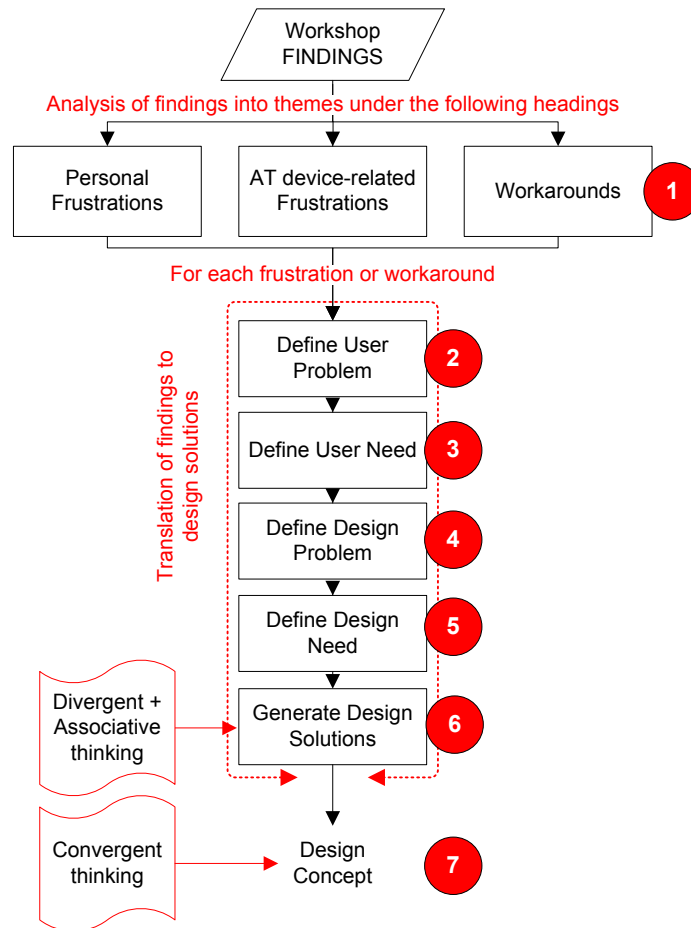 Workshop
FINDINGS
Analysis of findings into themes under the following headings
Personal
Frustrations
AT device-related
Frustrations
Workarounds
1
For each frustration or workaround
Translation of findings to
design solutions
Define User
Problem
2
Define User Need
3
Define Design
Problem
4
Define Design
Need
5
Divergent +
Associative
thinking
Generate Design
Solutions
6
Convergent
thinking
Design
Concept
7